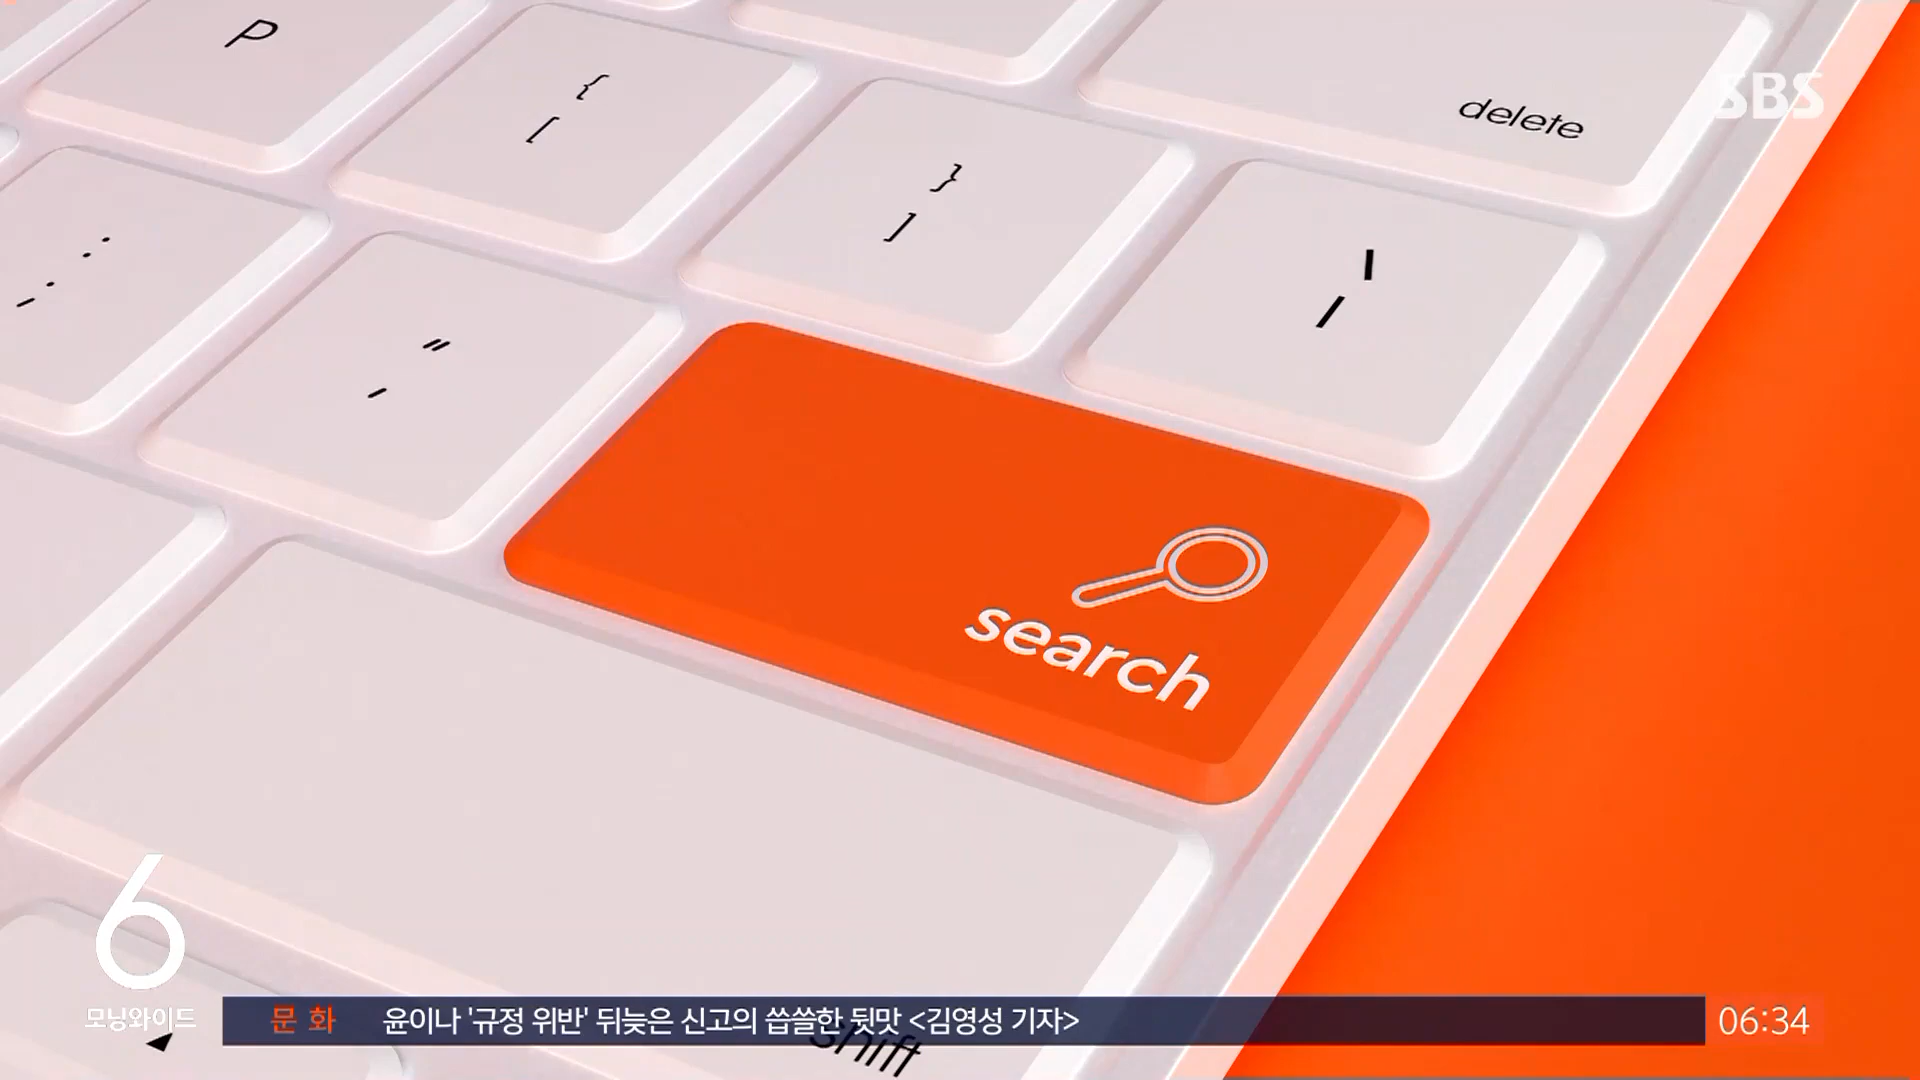 P
{
[
}
]
delete
SBS
:
;
"
'
|
\
search
shift
6
모닝와이드
문 화
윤이나 '규정 위반' 뒤늦은 신고의 씁쓸한 뒷맛 <김영성 기자>
06:34